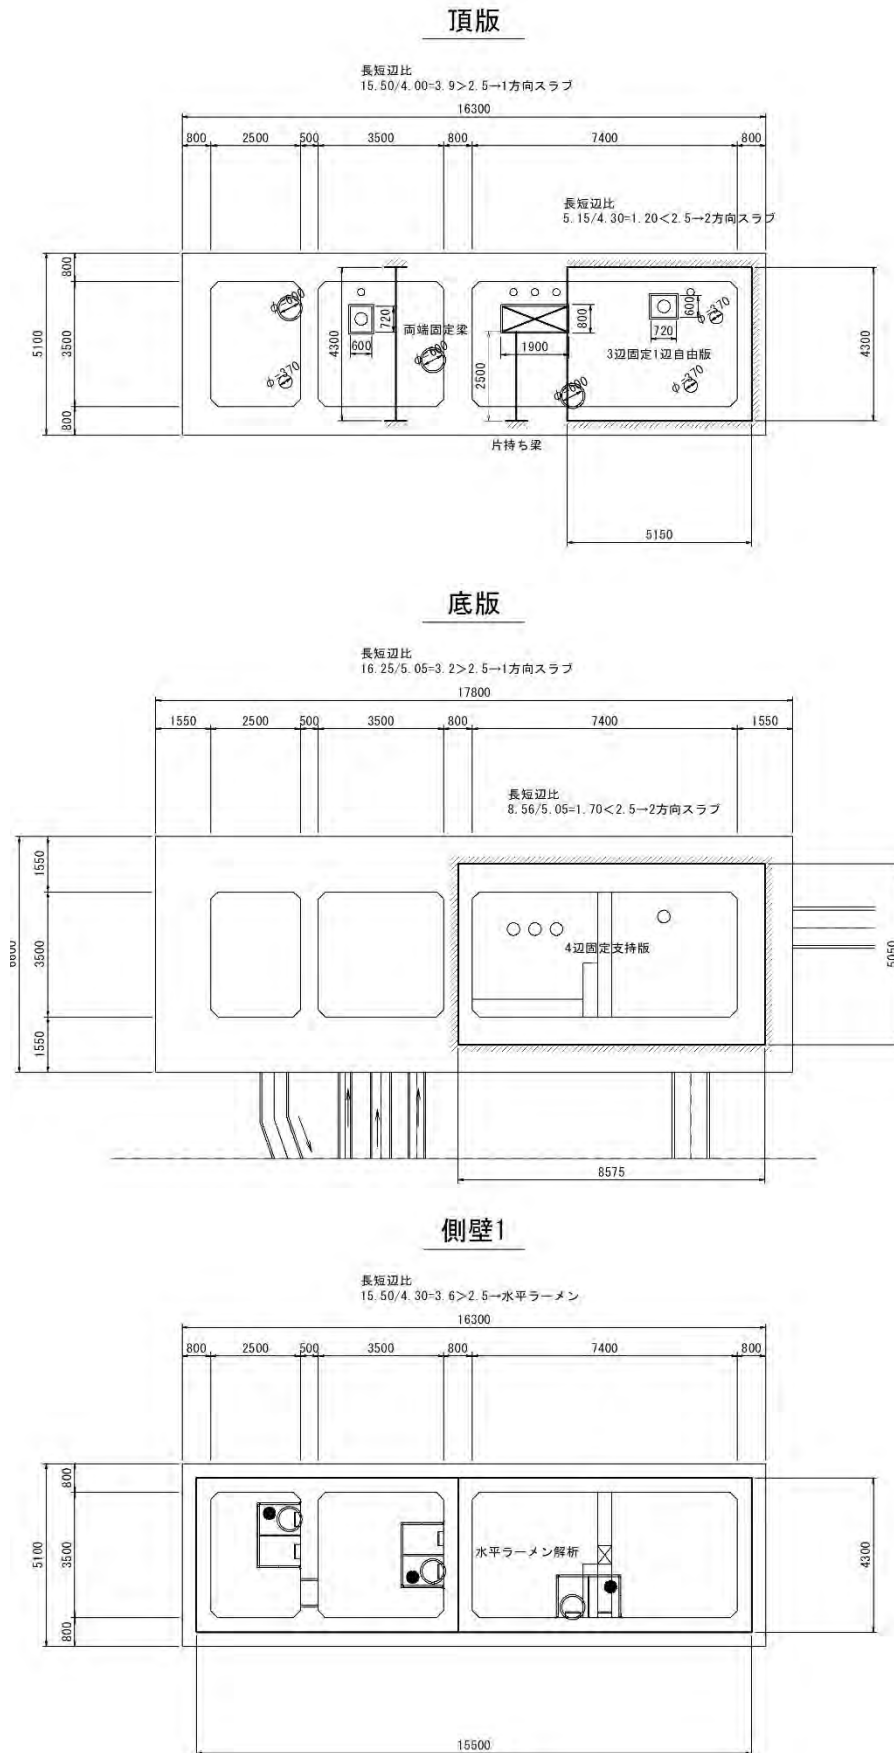 頂版
長短辺比
15.50/4.00=3.9>2.5→1方向スラブ
16300
800 2500 500 3500 800 7400 800
長短辺比
5.15/4.30=1.20<2.5→2方向スラブ
5100
800
3500
800
φ=600
φ=370
4300
720
600
両端固定梁
φ=600
800
1900
2500
片持ち梁
φ=600
600
720
φ=370
3辺固定1辺自由版
φ=370
4300
5150
底版
長短辺比
16.25/5.05=3.2>2.5→1方向スラブ
17800
1550 2500 500 3500 800 7400 1550
長短辺比
8.56/5.05=1.70<2.5→2方向スラブ
6600
1550
3500
1550
4辺固定支持版
5050
8575
側壁1
長短辺比
15.50/4.30=3.6>2.5→水平ラーメン
16300
800 2500 500 3500 800 7400 800
5100
800
3500
800
水平ラーメン解析
4300
15500